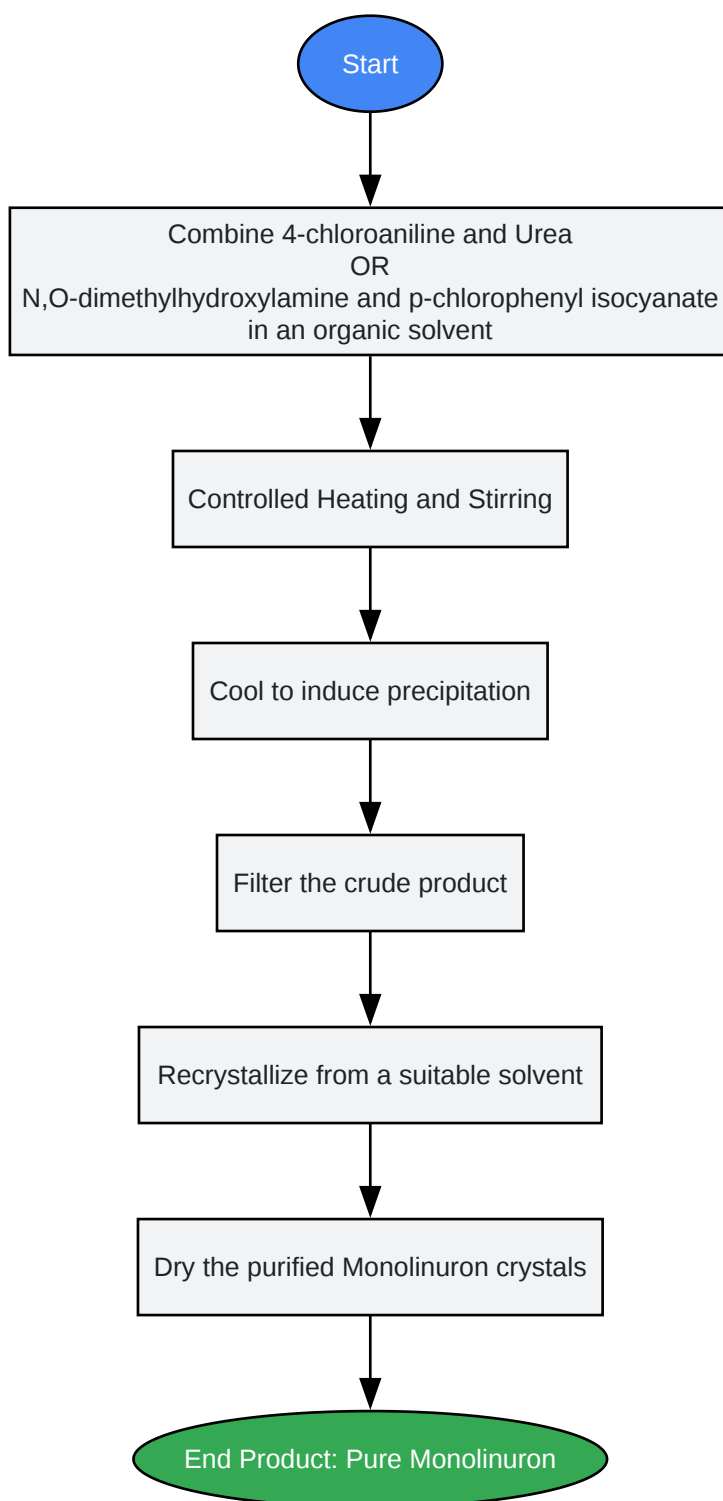 Start
Combine 4-chloroaniline and Urea
OR
N,O-dimethylhydroxylamine and p-chlorophenyl isocyanate
in an organic solvent
Controlled Heating and Stirring
Cool to induce precipitation
Filter the crude product
Recrystallize from a suitable solvent
Dry the purified Monolinuron crystals
End Product: Pure Monolinuron